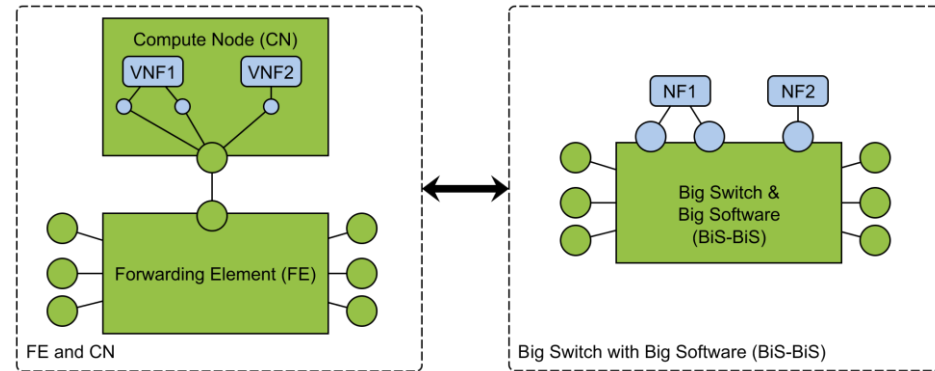 Compute Node (CN)
VNF1
VNF2
Forwarding Element (FE)
FE and CN
NF1
NF2
Big Switch &
Big Software
(BiS-BiS)
Big Switch with Big Software (BiS-BiS)